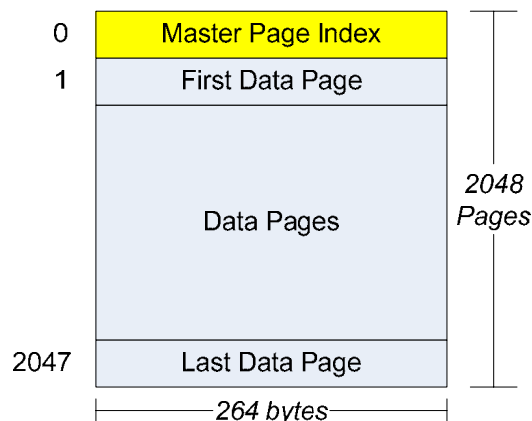 0
Master Page Index
1
First Data Page
2048
Pages
Data Pages
2047
Last Data Page
264 bytes